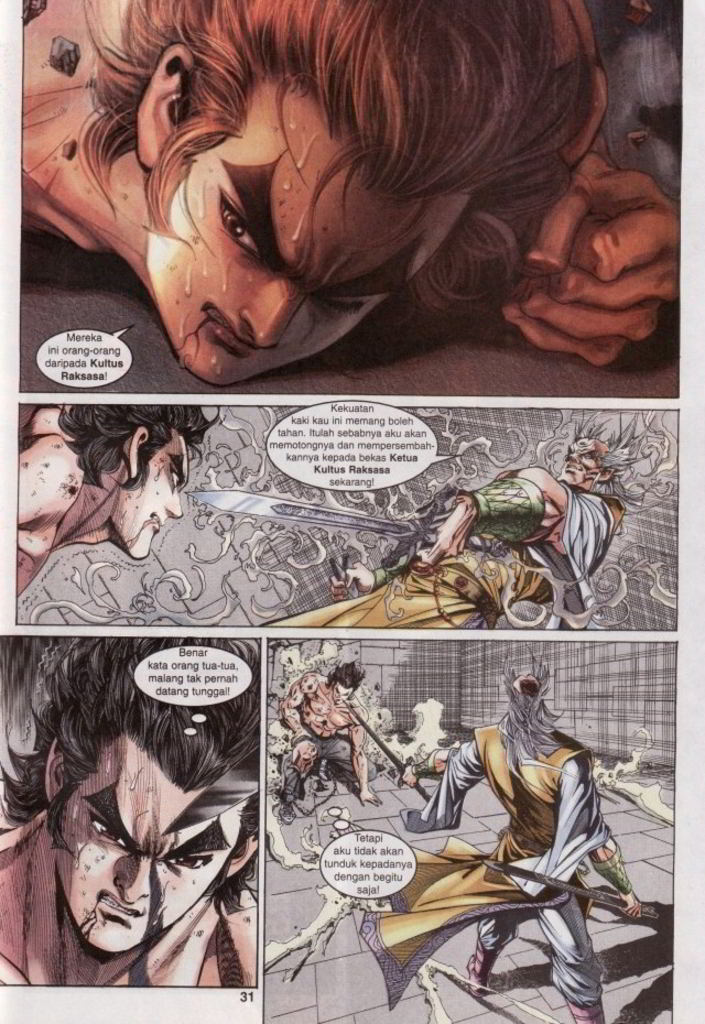 Mereka
ini orang-orang
daripada Kultus
Raksasa!
Kekuatan
kaki kau ini memang boleh
tahan. Itulah sebabnya aku akan
memotongnya dan mempersembah-
kannya kepada bekas Ketua
Kultus Raksasa
sekarang!
Benar
kata orang tua-tua,
malang tak pernah
datang tunggal!
Tetapi
aku tidak akan
tunduk kepadanya
dengan begitu
saja!
31